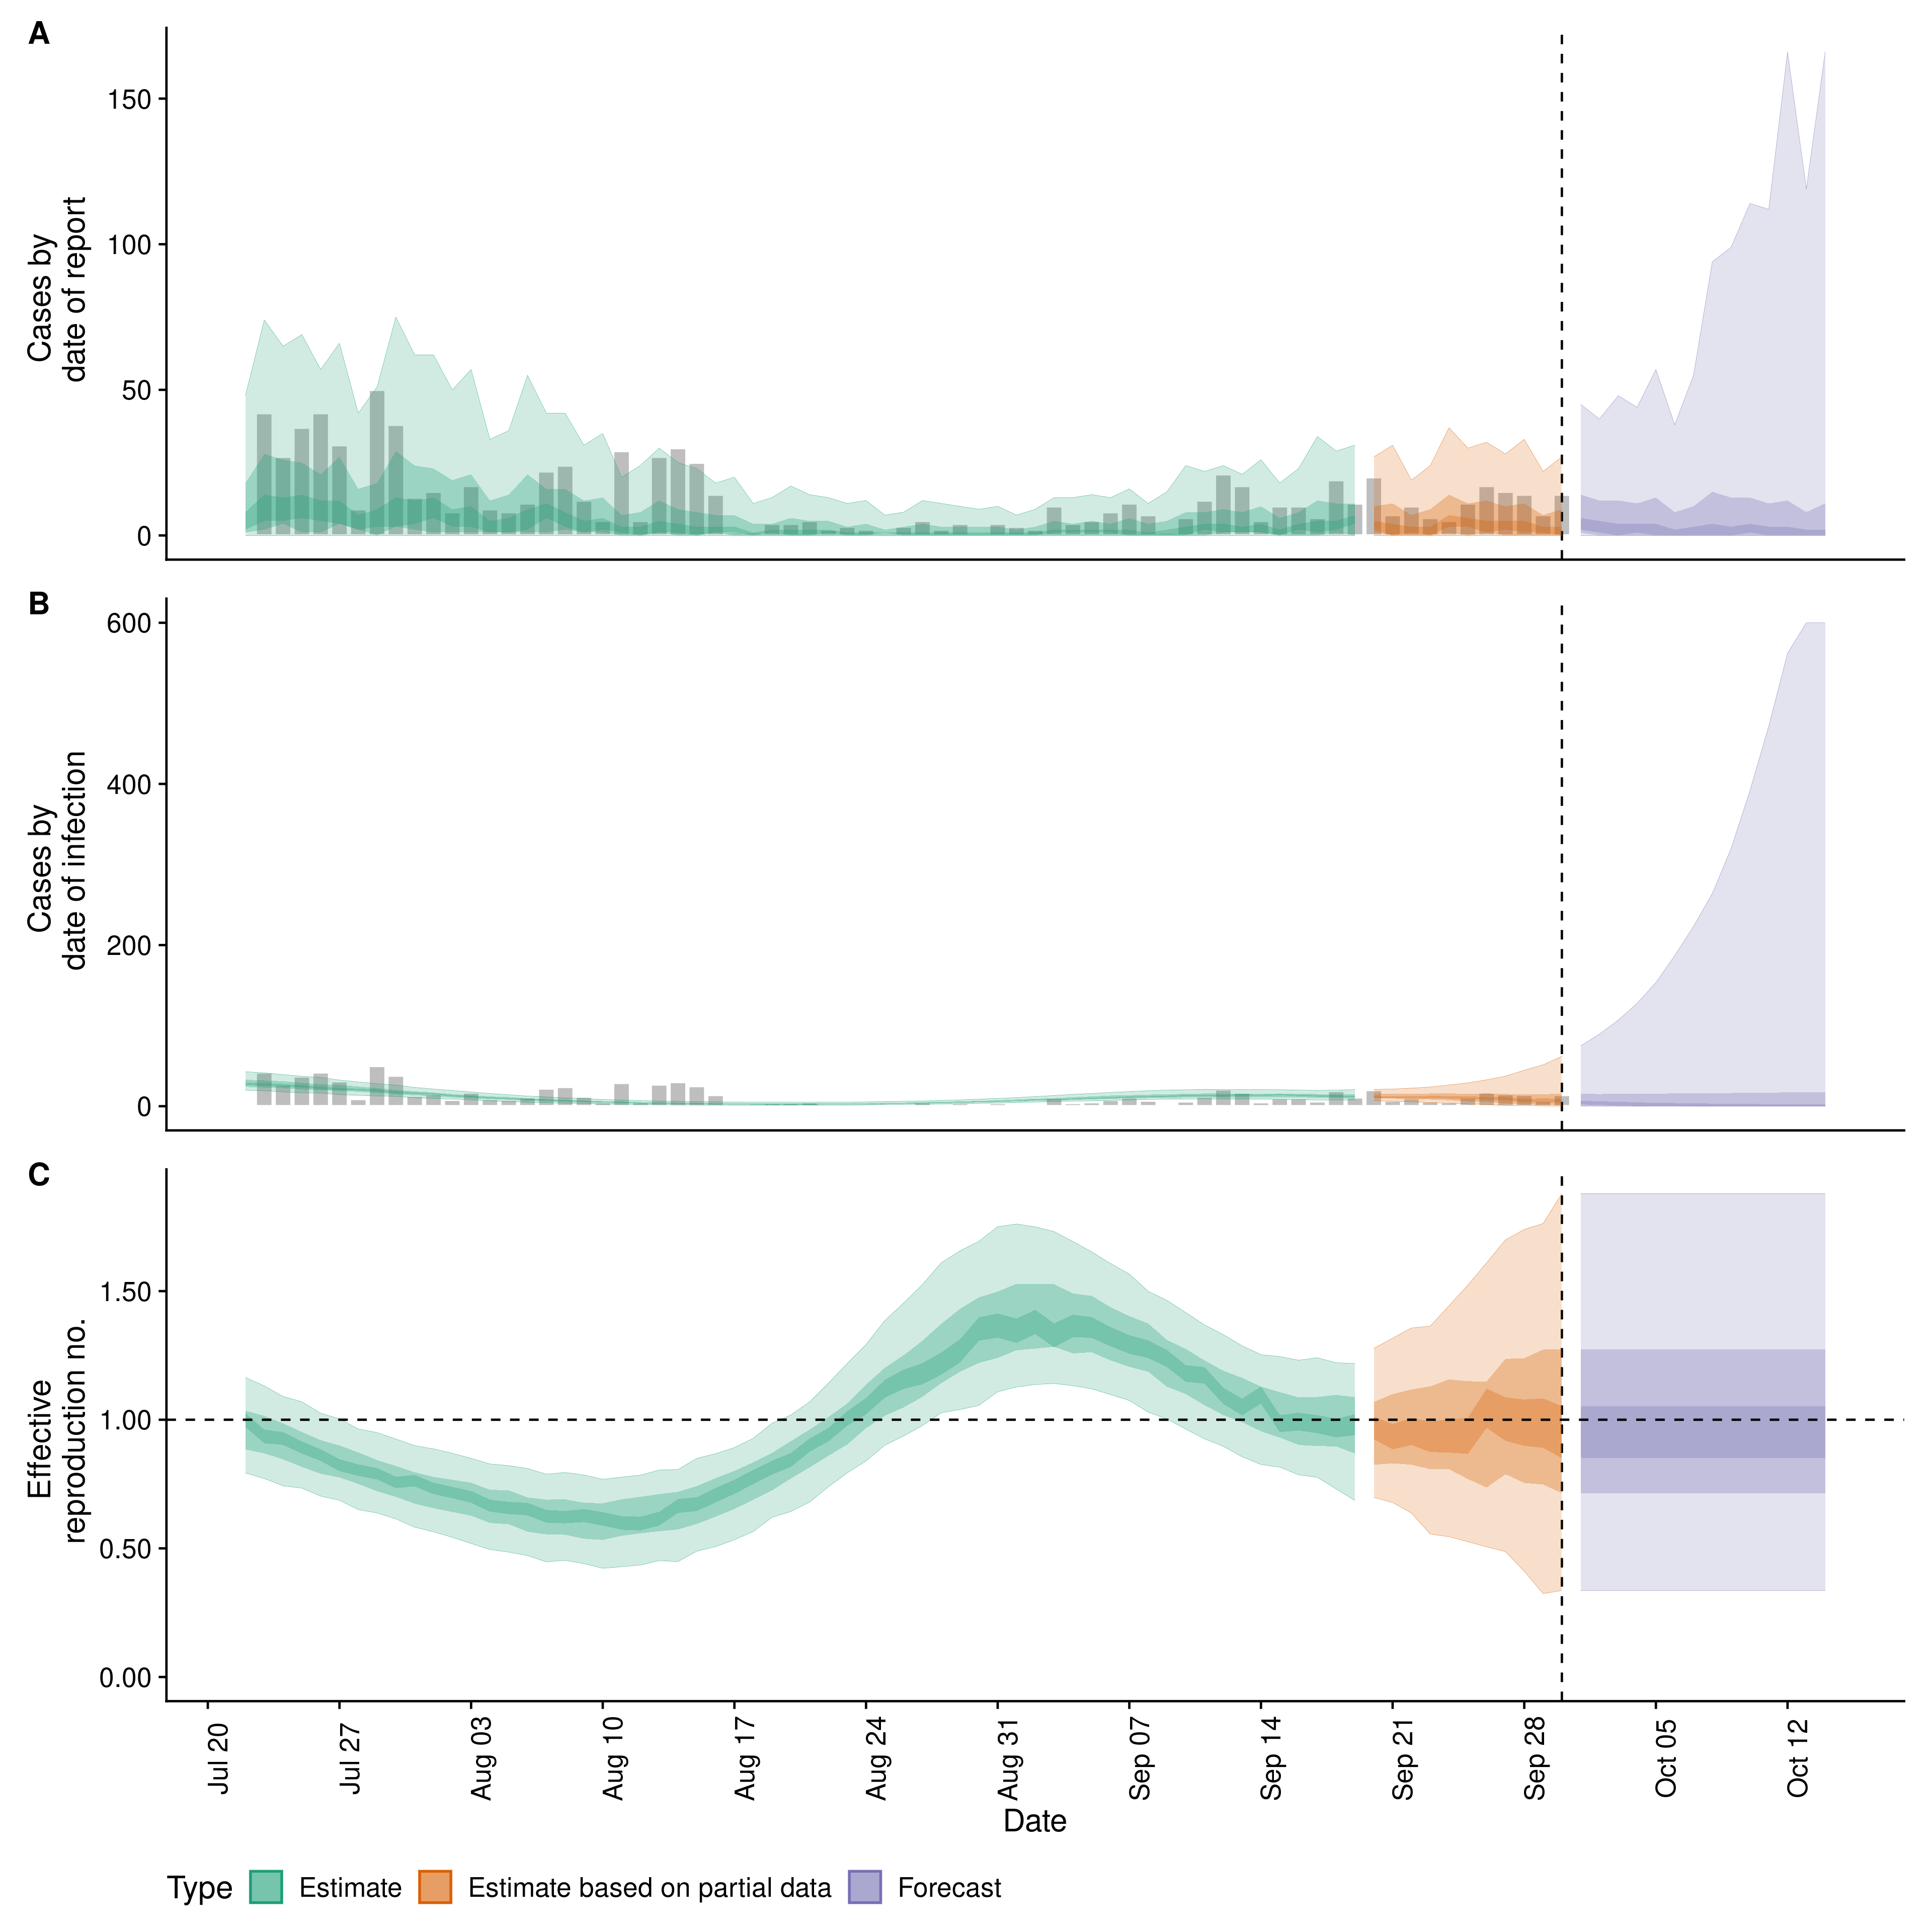 A
Cases by
date of report
150
100
50
0
B
Cases by
date of infection
600
400
200
0
C
Effective
reproduction no.
1.50
1.00
0.50
0.00
Jul 20
Jul 27
Aug 03
Aug 10
Aug 17
Aug 24
Aug 31
Sep 07
Sep 14
Sep 21
Sep 28
Oct 05
Oct 12
Date
Type Estimate Estimate based on partial data Forecast